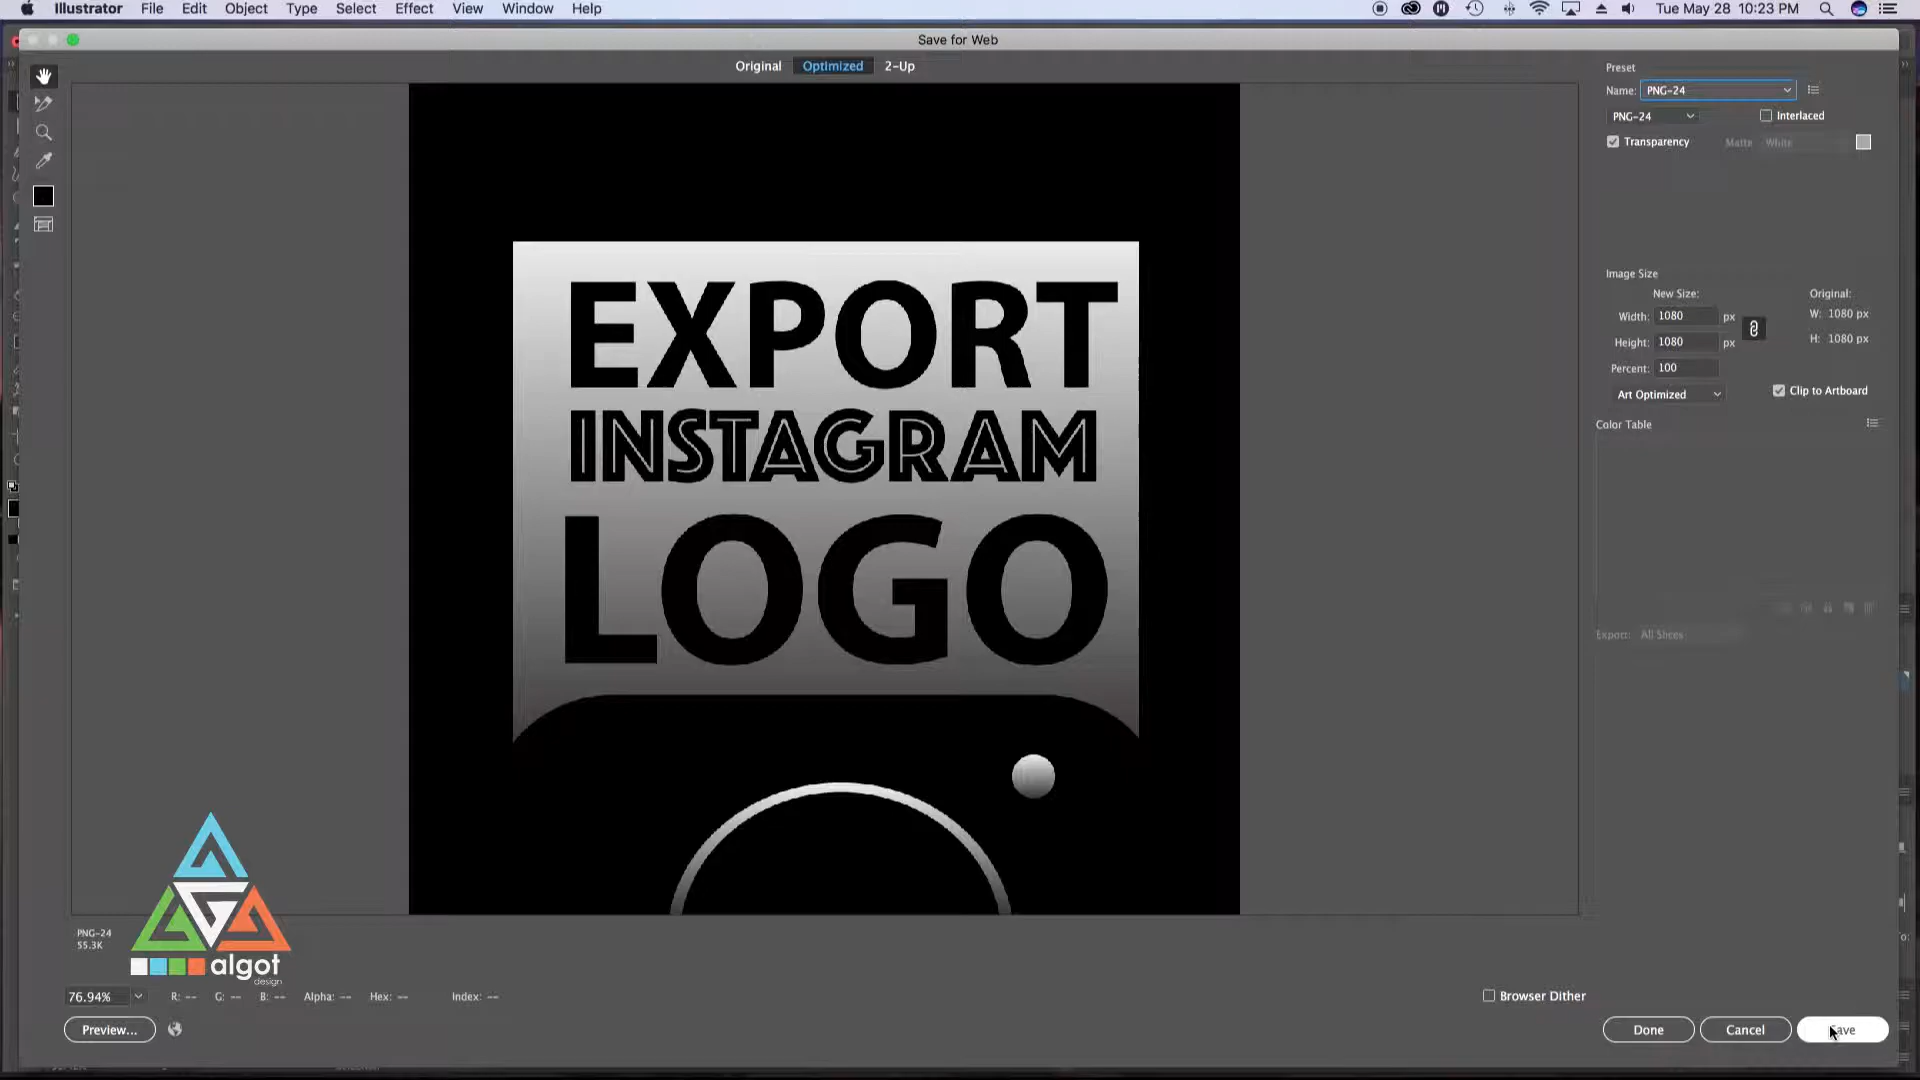 Illustrator File Edit Object Type Select Effect View Window Help Tue May 28 10:23 PM
Save for Web
Original Optimized 2-Up
Preset
Name: PNG-24
PNG-24 Interlaced
Transparency Matte White
EXPORT
INSTAGRAM
LOGO
Image Size
New Size: Original:
Width: 1080 px W: 1080 px
Height: 1080 px H: 1080 px
Percent: 100
Art Optimized Clip to Artboard
Color Table
Export: All Slices
PNG-24
55.3K
algot
design
76.94% R: -- G: -- B: -- Alpha: -- Hex: -- Index: --
Browser Dither
Preview... Done Cancel Save